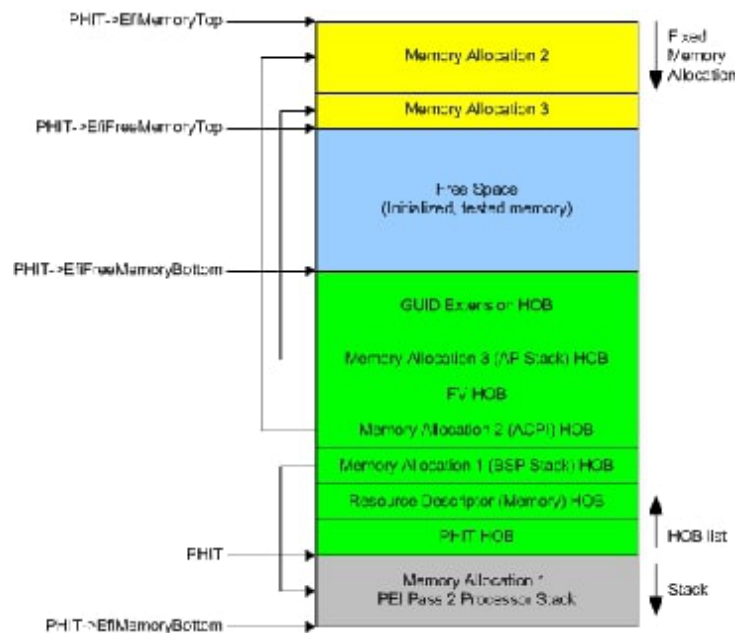 PHIT->EfiMemoryTop
Fixed
Memory
Allocation
Memory Allocation 2
Memory Allocation 3
PHIT->EfiFreeMemoryTop
Free Space
(Initialized, tested memory)
PHIT->EfiFreeMemoryBottom
GUID Extension HOB
Memory Allocation 3 (AP Stack) HOB
FV HOB
Memory Allocation 2 (ACPI) HOB
Memory Allocation 1 (BSP Stack) HOB
Resource Descriptor (Memory) HOB
PHIT HOB
HOB list
PHIT
Memory Allocation 1
PEI Pass 2 Processor Stack
Stack
PHIT->EfiMemoryBottom